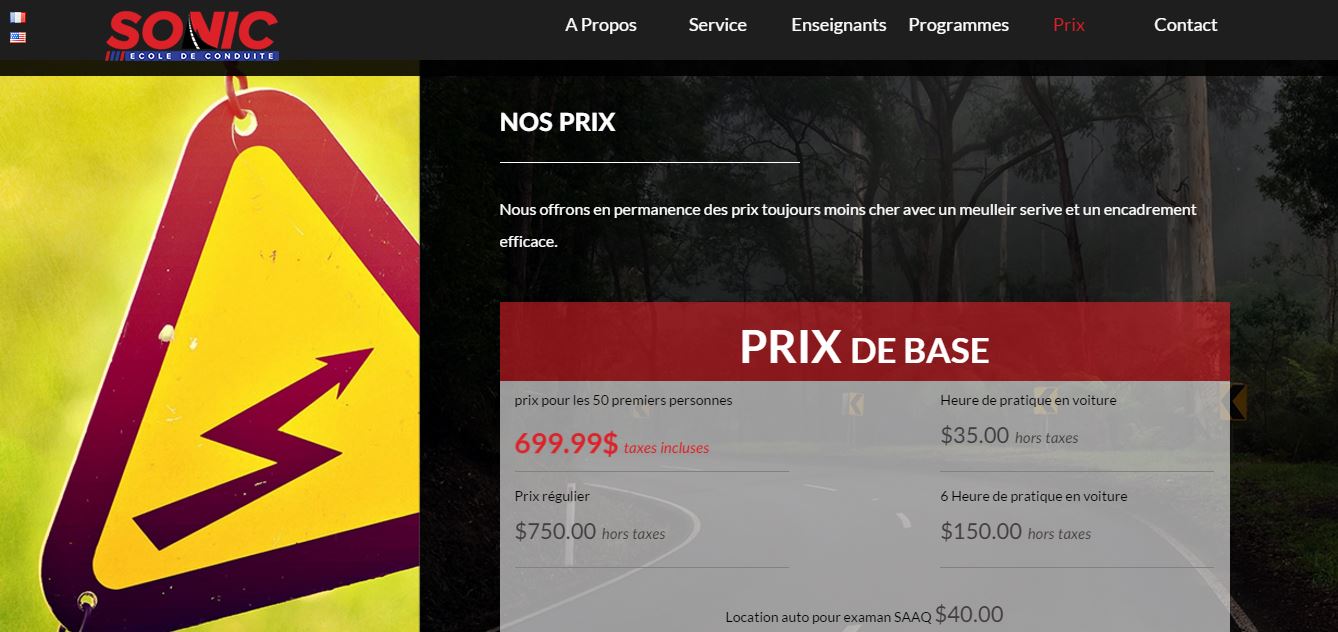 SONIC
ECOLE DE CONDUITE
A Propos Service Enseignants Programmes Prix Contact
NOS PRIX
Nous offrons en permanence des prix toujours moins cher avec un meulleir serive et un encadrement
efficace.
PRIX DE BASE
prix pour les 50 premiers personnes
699.99$ taxes incluses
Heure de pratique en voiture
$35.00 hors taxes
Prix régulier
$750.00 hors taxes
6 Heure de pratique en voiture
$150.00 hors taxes
Location auto pour examan SAAQ $40.00